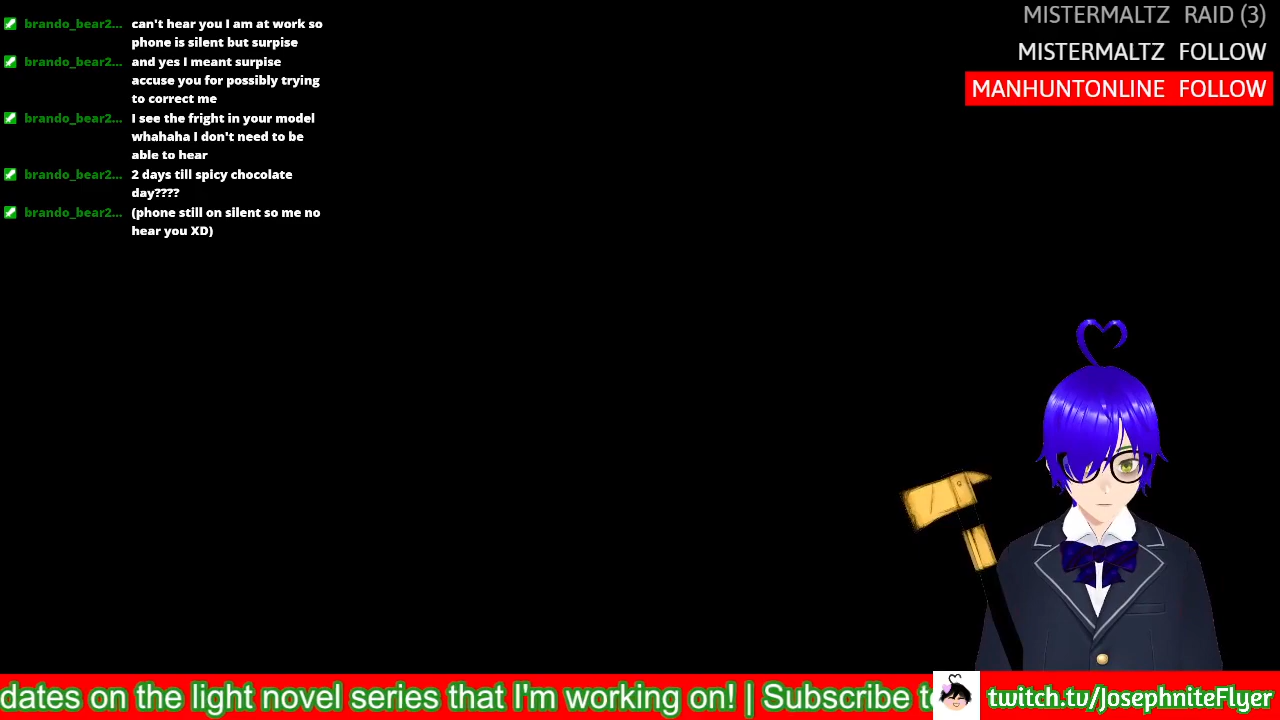 brando_bear2... can't hear you I am at work so
phone is silent but surpise
brando_bear2... and yes I meant surpise
accuse you for possibly trying
to correct me
brando_bear2... I see the fright in your model
whahaha I don't need to be
able to hear
brando_bear2... 2 days till spicy chocolate
day????
brando_bear2... (phone still on silent so me no
hear you XD)
MISTERMALTZ RAID (3)
MISTERMALTZ FOLLOW
MANHUNTONLINE FOLLOW
dates on the light novel series that I'm working on! | Subscribe to
twitch.tv/JosephniteFlyer